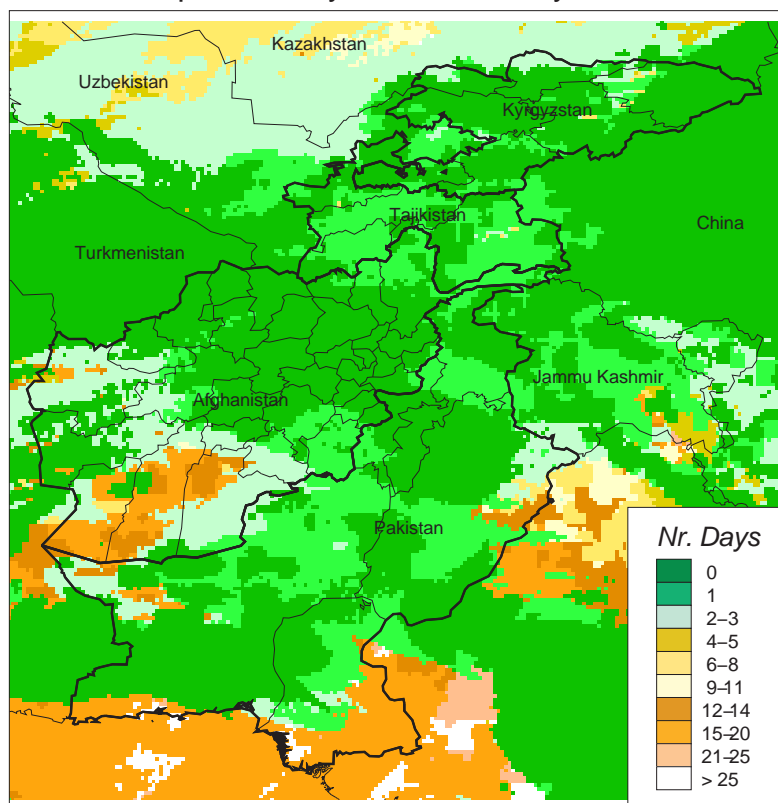 Kazakhstan
Uzbekistan
Kyrgyzstan
Tajikistan
China
Turkmenistan
Jammu Kashmir
Afghanistan
Pakistan
Nr. Days
0
1
2–3
4–5
6–8
9–11
12–14
15–20
21–25
> 25